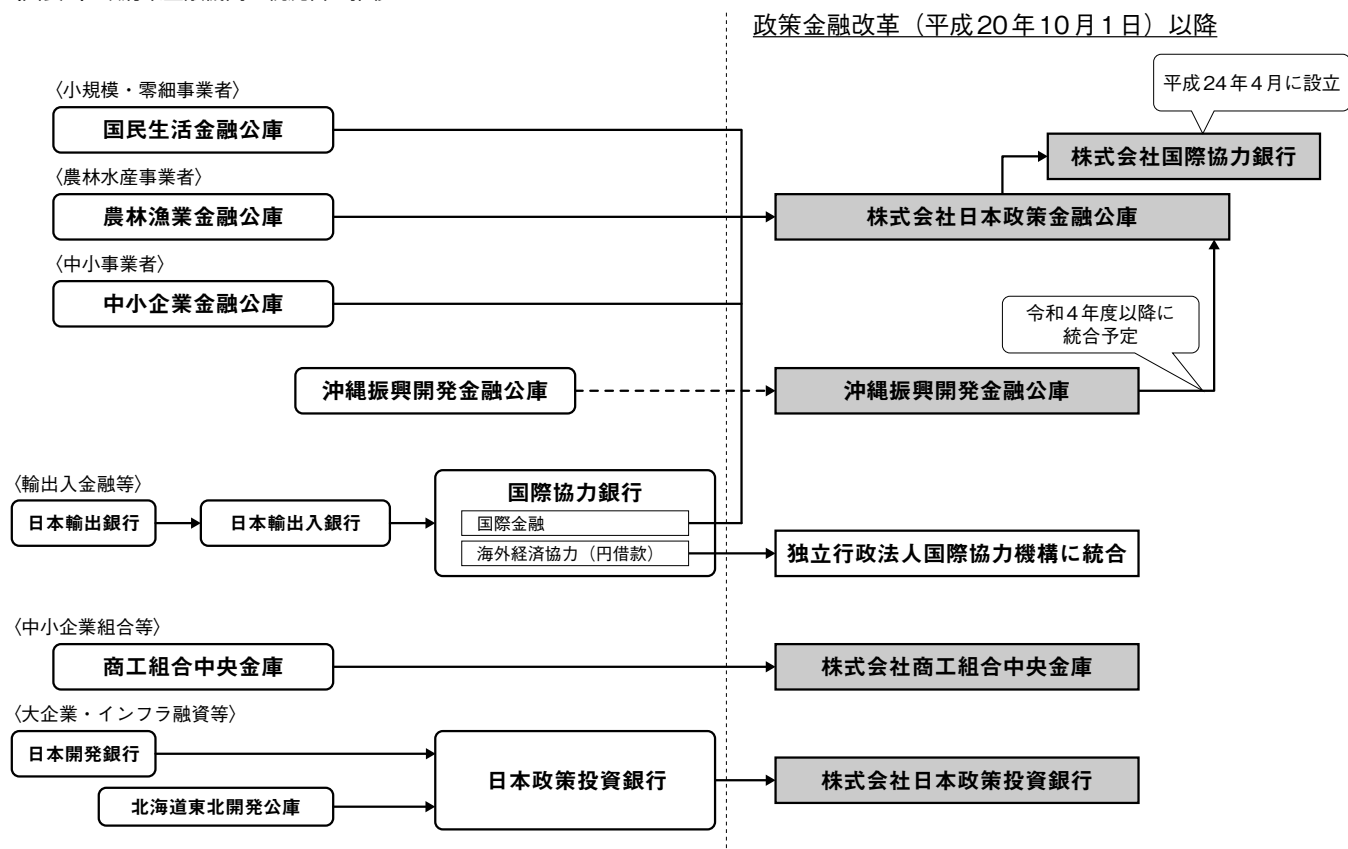 政策金融改革（平成20年10月1日）以降
平成24年4月に設立
〈小規模・零細事業者〉
国民生活金融公庫
株式会社国際協力銀行
〈農林水産事業者〉
農林漁業金融公庫
株式会社日本政策金融公庫
〈中小事業者〉
中小企業金融公庫
令和4年度以降に
統合予定
沖縄振興開発金融公庫
沖縄振興開発金融公庫
〈輸出入金融等〉
日本輸出銀行
日本輸出入銀行
国際協力銀行
国際金融
海外経済協力（円借款）
独立行政法人国際協力機構に統合
〈中小企業組合等〉
商工組合中央金庫
株式会社商工組合中央金庫
〈大企業・インフラ融資等〉
日本開発銀行
北海道東北開発公庫
日本政策投資銀行
株式会社日本政策投資銀行